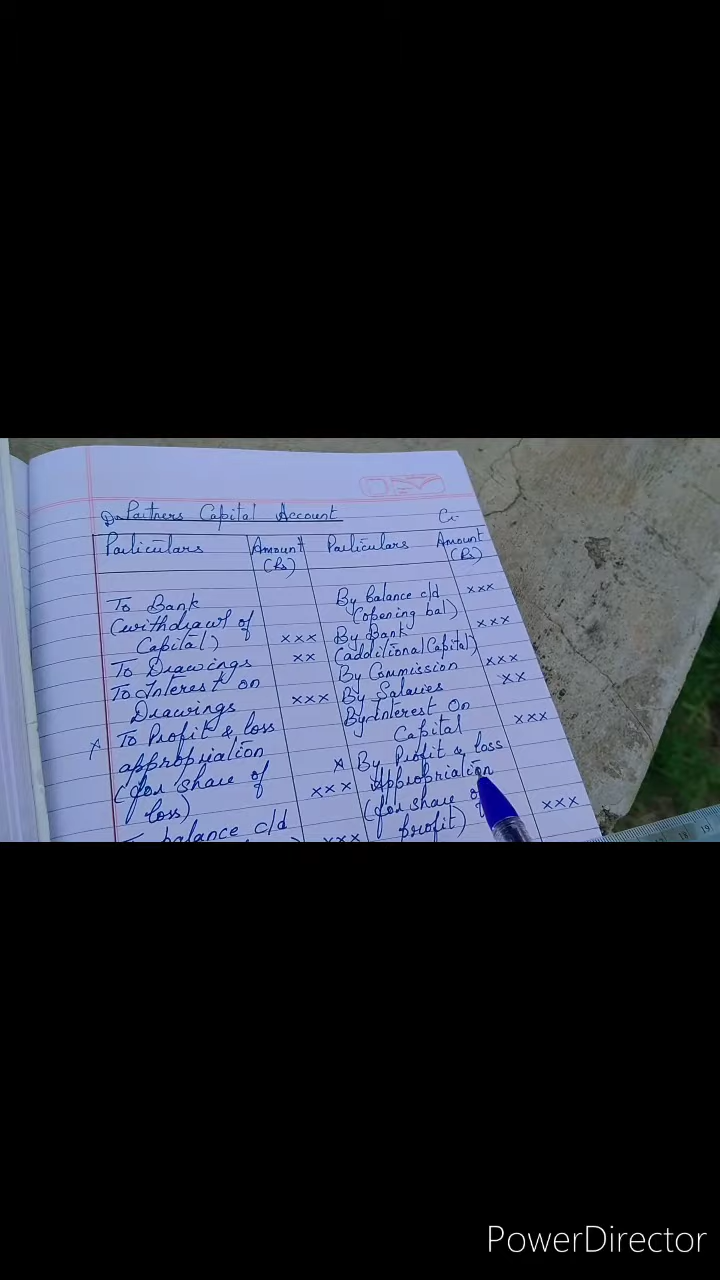 Dr Partners Capital Account Cr
Particulars Amount (Rs) Particulars Amount (Rs)
To Bank
(withdrawl of
Capital) xxx
To Drawings xx
To Interest on
Drawings xxx
x To Profit & loss
appropriation
(for share of
loss) xxx
To balance c/d
xxx
By balance c/d xxx
(opening bal)
By Bank xxx
(additional Capital)
By Commission xxx
By Salaries xx
By Interest On
Capital xxx
x By Profit & loss
Appropriation
(for share of
profit) xxx
PowerDirector